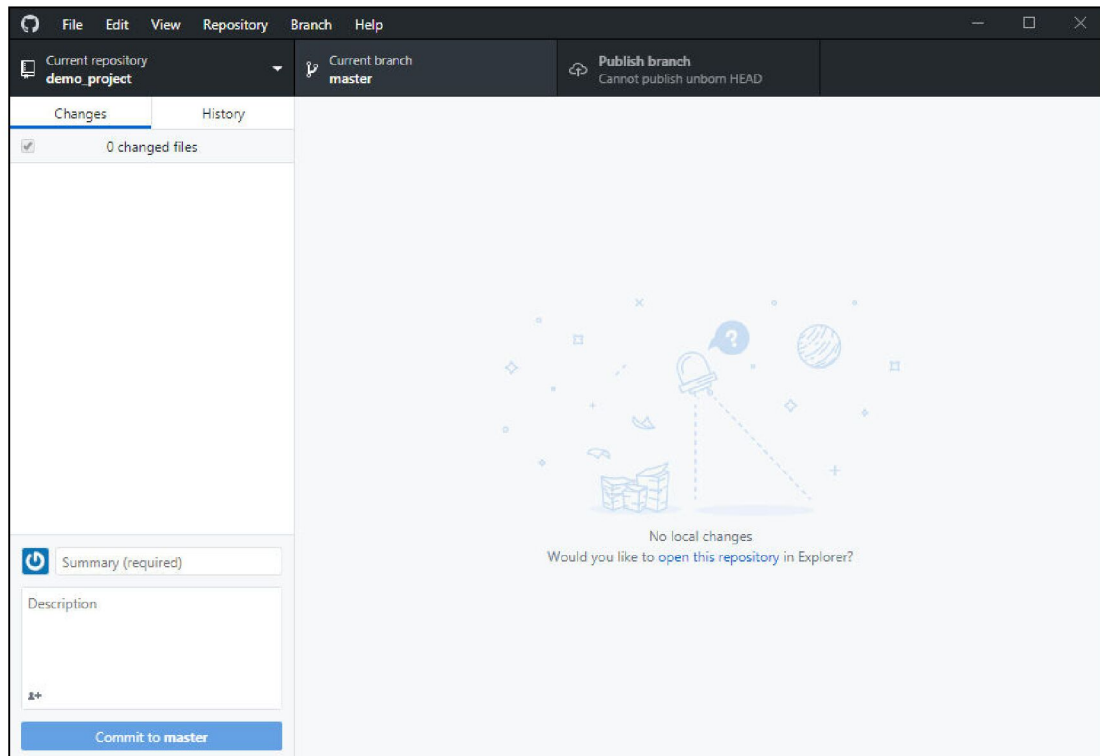 File Edit View Repository Branch Help
Current repository
demo_project
Current branch
master
Publish branch
Cannot publish unborn HEAD
Changes History
0 changed files
?
No local changes
Would you like to open this repository in Explorer?
Summary (required)
Description
Commit to master